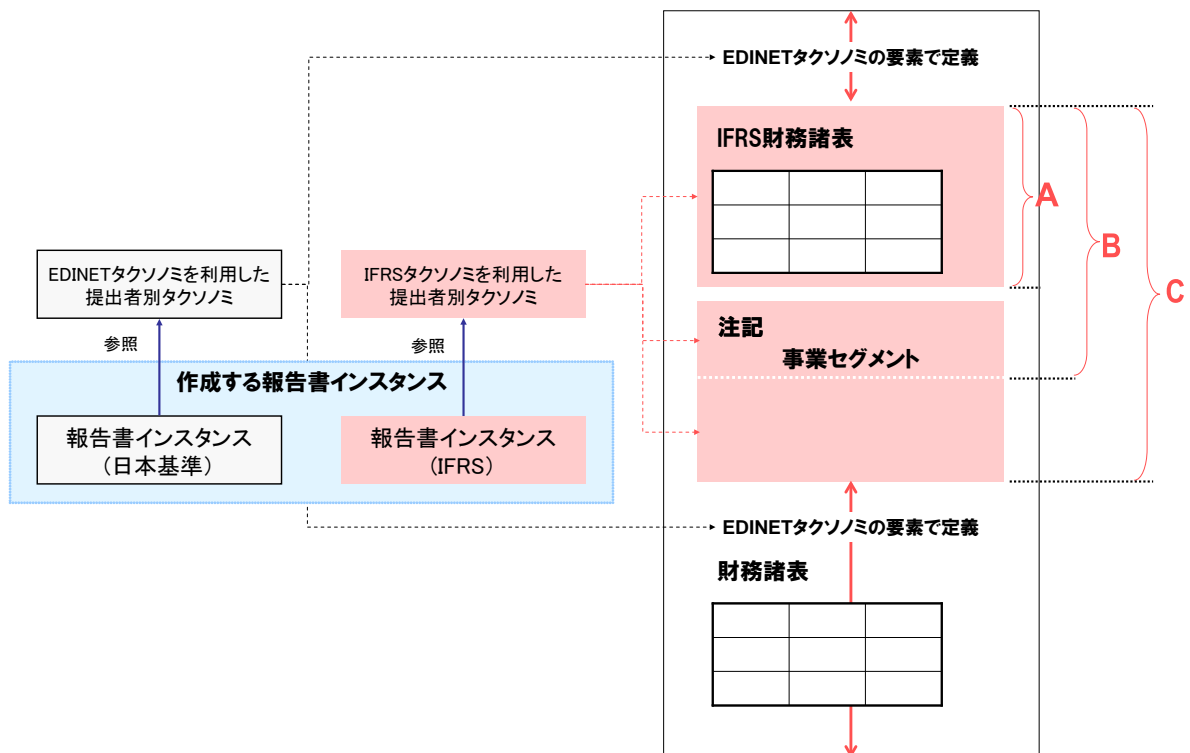 EDINETタクソノミの要素で定義
IFRS財務諸表
A
B
C
EDINETタクソノミを利用した
提出者別タクソノミ
IFRSタクソノミを利用した
提出者別タクソノミ
注記
事業セグメント
参照
参照
作成する報告書インスタンス
報告書インスタンス
(日本基準)
報告書インスタンス
(IFRS)
EDINETタクソノミの要素で定義
財務諸表